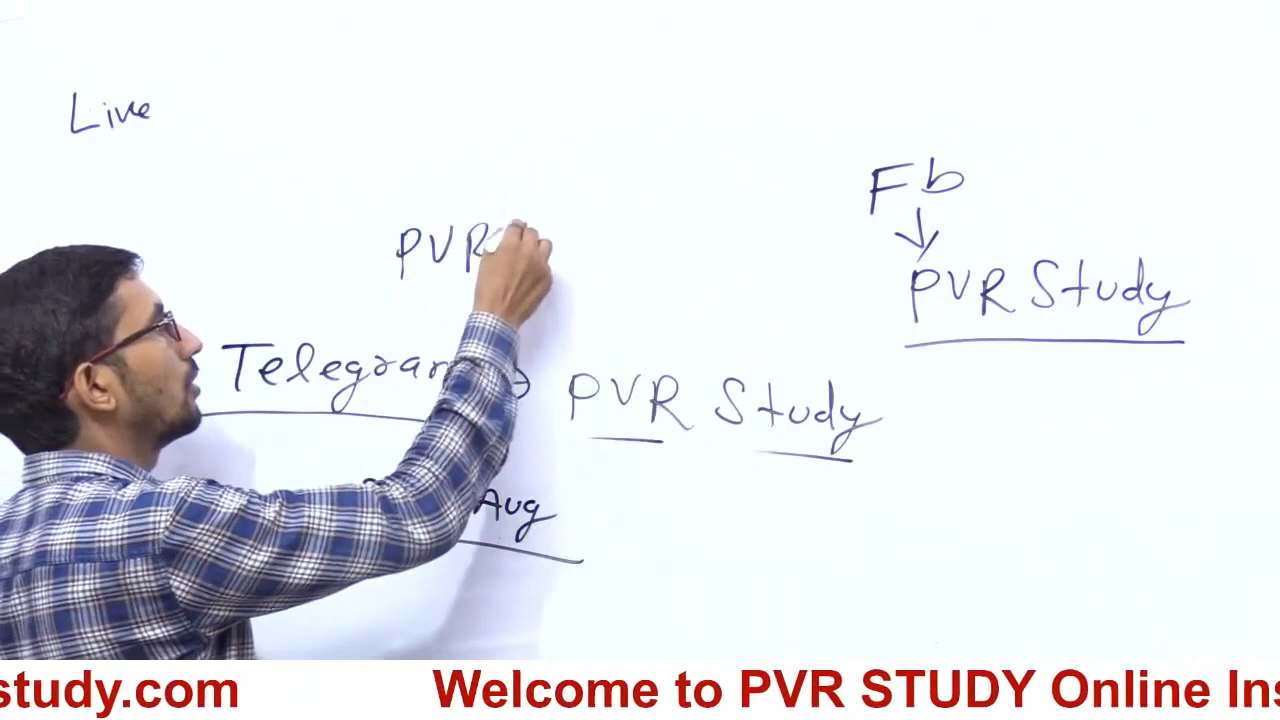 Live
Fb
PVR
PVR Study
Telegram → PVR Study
Aug
study.com Welcome to PVR STUDY Online Ins